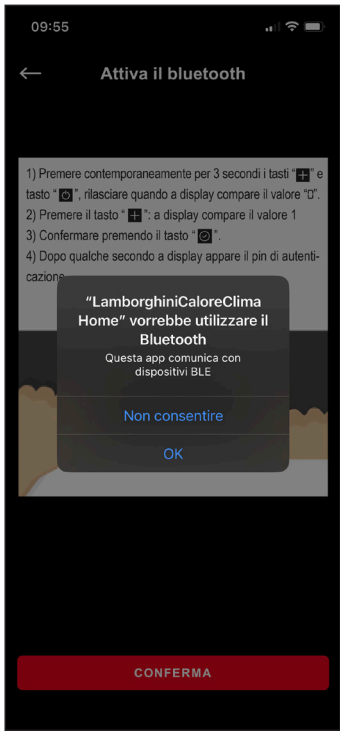 09:55
Attiva il bluetooth
1) Premere contemporaneamente per 3 secondi i tasti “+” e
tasto “”, rilasciare quando a display compare il valore “0”.
2) Premere il tasto “+”: a display compare il valore 1
3) Confermare premendo il tasto “”.
4) Dopo qualche secondo a display appare il pin di autenti-
cazione
“LamborghiniCaloreClima
Home” vorrebbe utilizzare il
Bluetooth
Questa app comunica con
dispositivi BLE
Non consentire
OK
CONFERMA